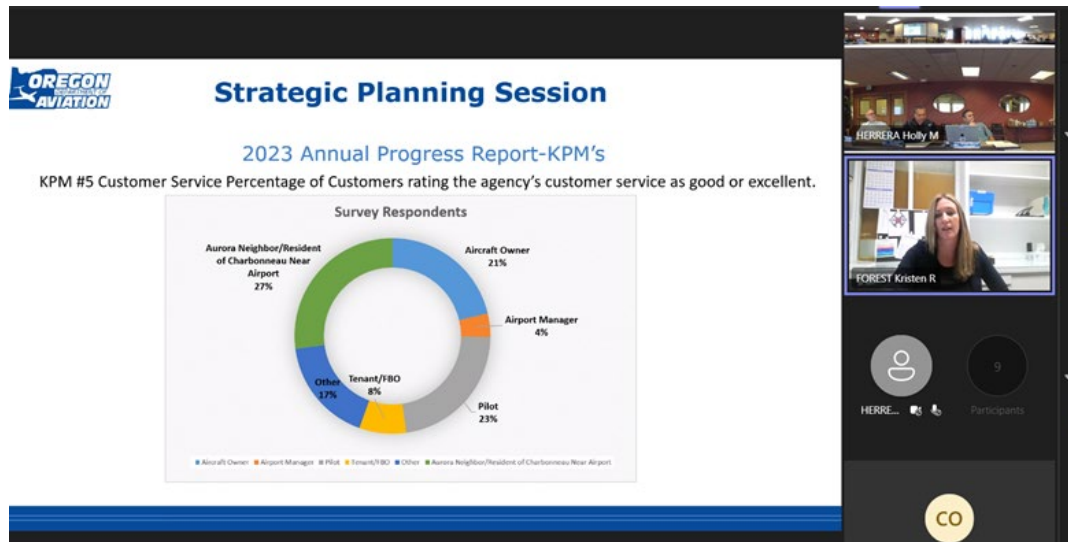 OREGON
DEPARTMENT OF
AVIATION
Strategic Planning Session
2023 Annual Progress Report-KPM's
KPM #5 Customer Service Percentage of Customers rating the agency's customer service as good or excellent.
Survey Respondents
Aurora Neighbor/Resident
of Charbonneau Near
Airport
27%
Aircraft Owner
21%
Airport Manager
4%
Other
17%
Tenant/FBO
8%
Pilot
23%
Aircraft Owner Airport Manager Pilot Tenant/FBO Other Aurora Neighbor/Resident of Charbonneau Near Airport
HERRERA Holly M
FOREST Kristen R
HERRE...
9
Participants
CO